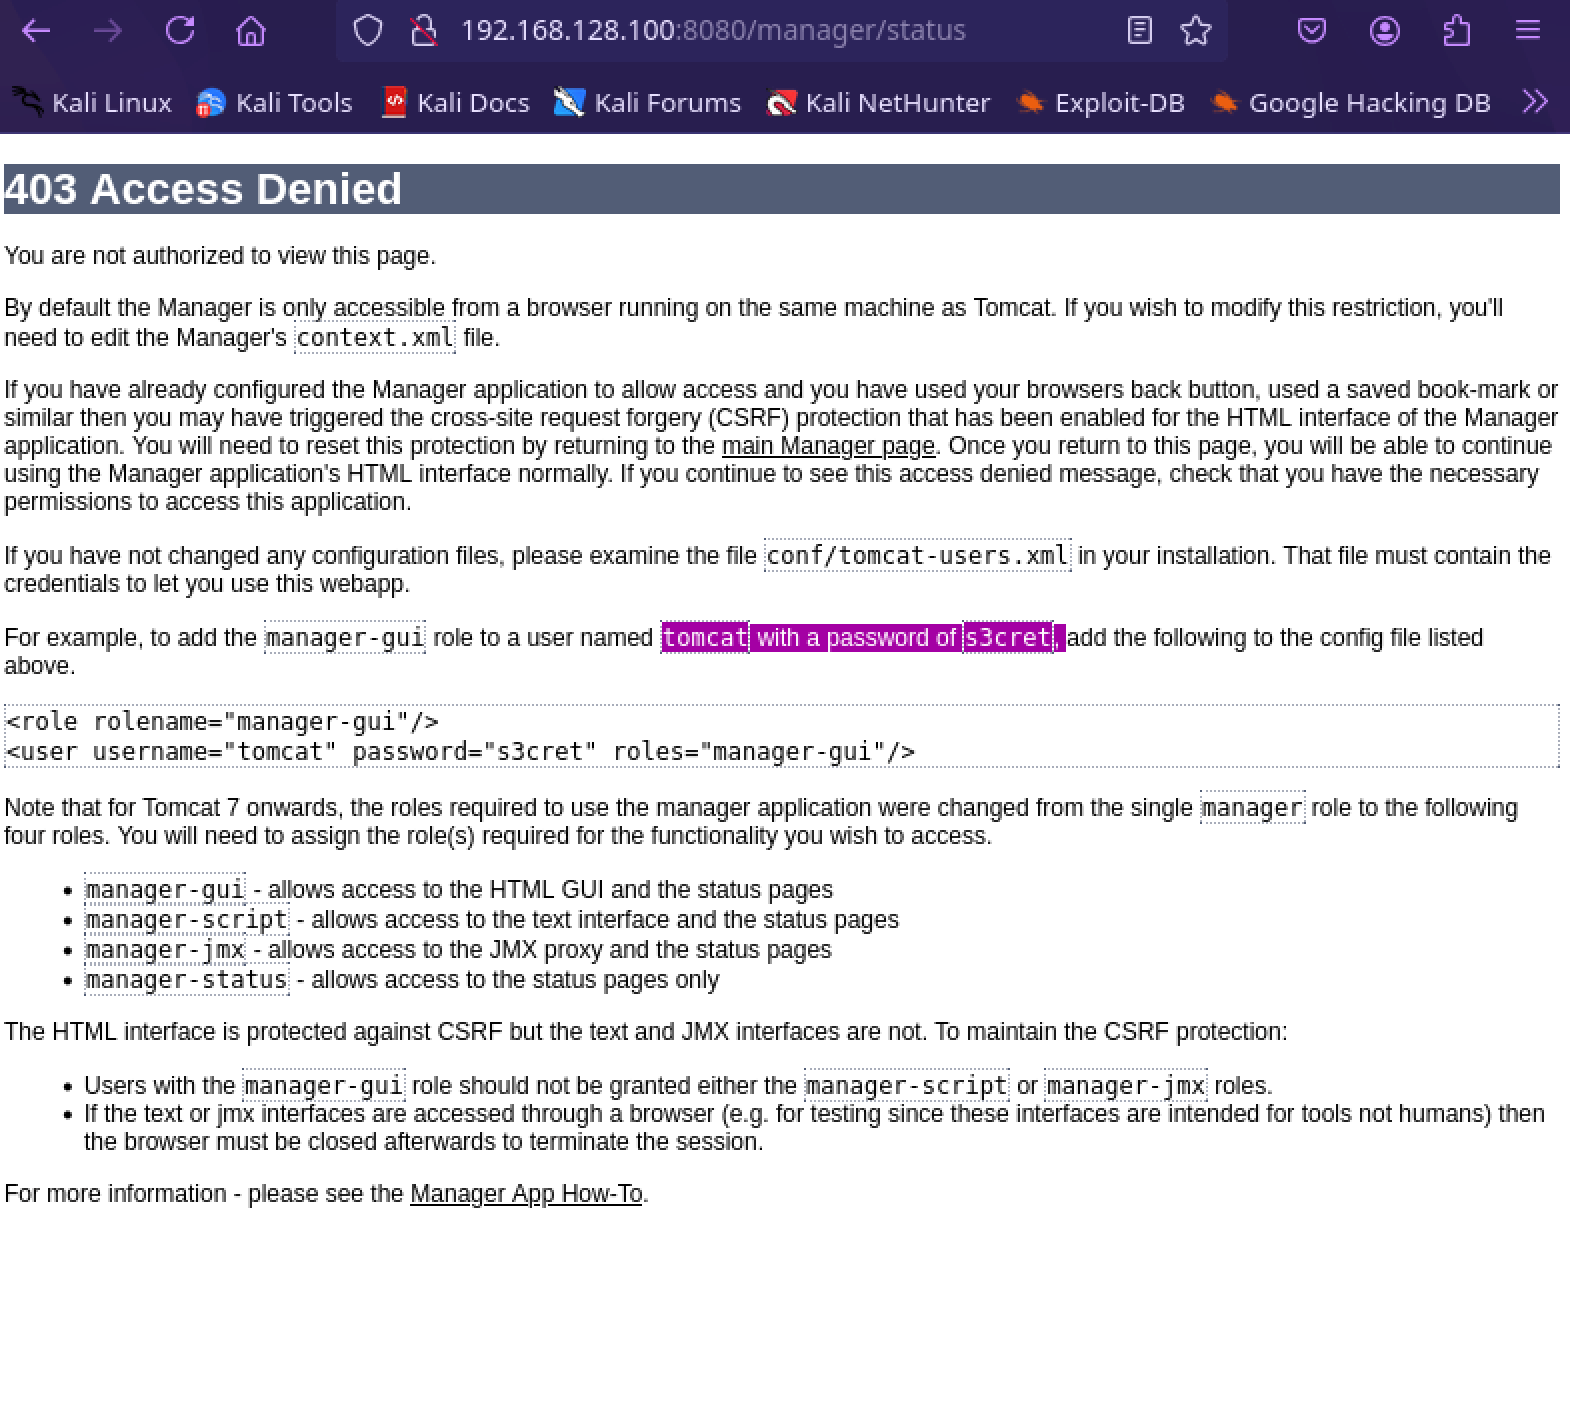 192.168.128.100:8080/manager/status
Kali Linux Kali Tools Kali Docs Kali Forums Kali NetHunter Exploit-DB Google Hacking DB
403 Access Denied
You are not authorized to view this page.
By default the Manager is only accessible from a browser running on the same machine as Tomcat. If you wish to modify this restriction, you'll
need to edit the Manager's context.xml file.
If you have already configured the Manager application to allow access and you have used your browsers back button, used a saved book-mark or
similar then you may have triggered the cross-site request forgery (CSRF) protection that has been enabled for the HTML interface of the Manager
application. You will need to reset this protection by returning to the main Manager page. Once you return to this page, you will be able to continue
using the Manager application's HTML interface normally. If you continue to see this access denied message, check that you have the necessary
permissions to access this application.
If you have not changed any configuration files, please examine the file conf/tomcat-users.xml in your installation. That file must contain the
credentials to let you use this webapp.
For example, to add the manager-gui role to a user named tomcat with a password of s3cret, add the following to the config file listed
above.
<role rolename="manager-gui"/>
<user username="tomcat" password="s3cret" roles="manager-gui"/>
Note that for Tomcat 7 onwards, the roles required to use the manager application were changed from the single manager role to the following
four roles. You will need to assign the role(s) required for the functionality you wish to access.
• manager-gui - allows access to the HTML GUI and the status pages
• manager-script - allows access to the text interface and the status pages
• manager-jmx - allows access to the JMX proxy and the status pages
• manager-status - allows access to the status pages only
The HTML interface is protected against CSRF but the text and JMX interfaces are not. To maintain the CSRF protection:
• Users with the manager-gui role should not be granted either the manager-script or manager-jmx roles.
• If the text or jmx interfaces are accessed through a browser (e.g. for testing since these interfaces are intended for tools not humans) then
the browser must be closed afterwards to terminate the session.
For more information - please see the Manager App How-To.